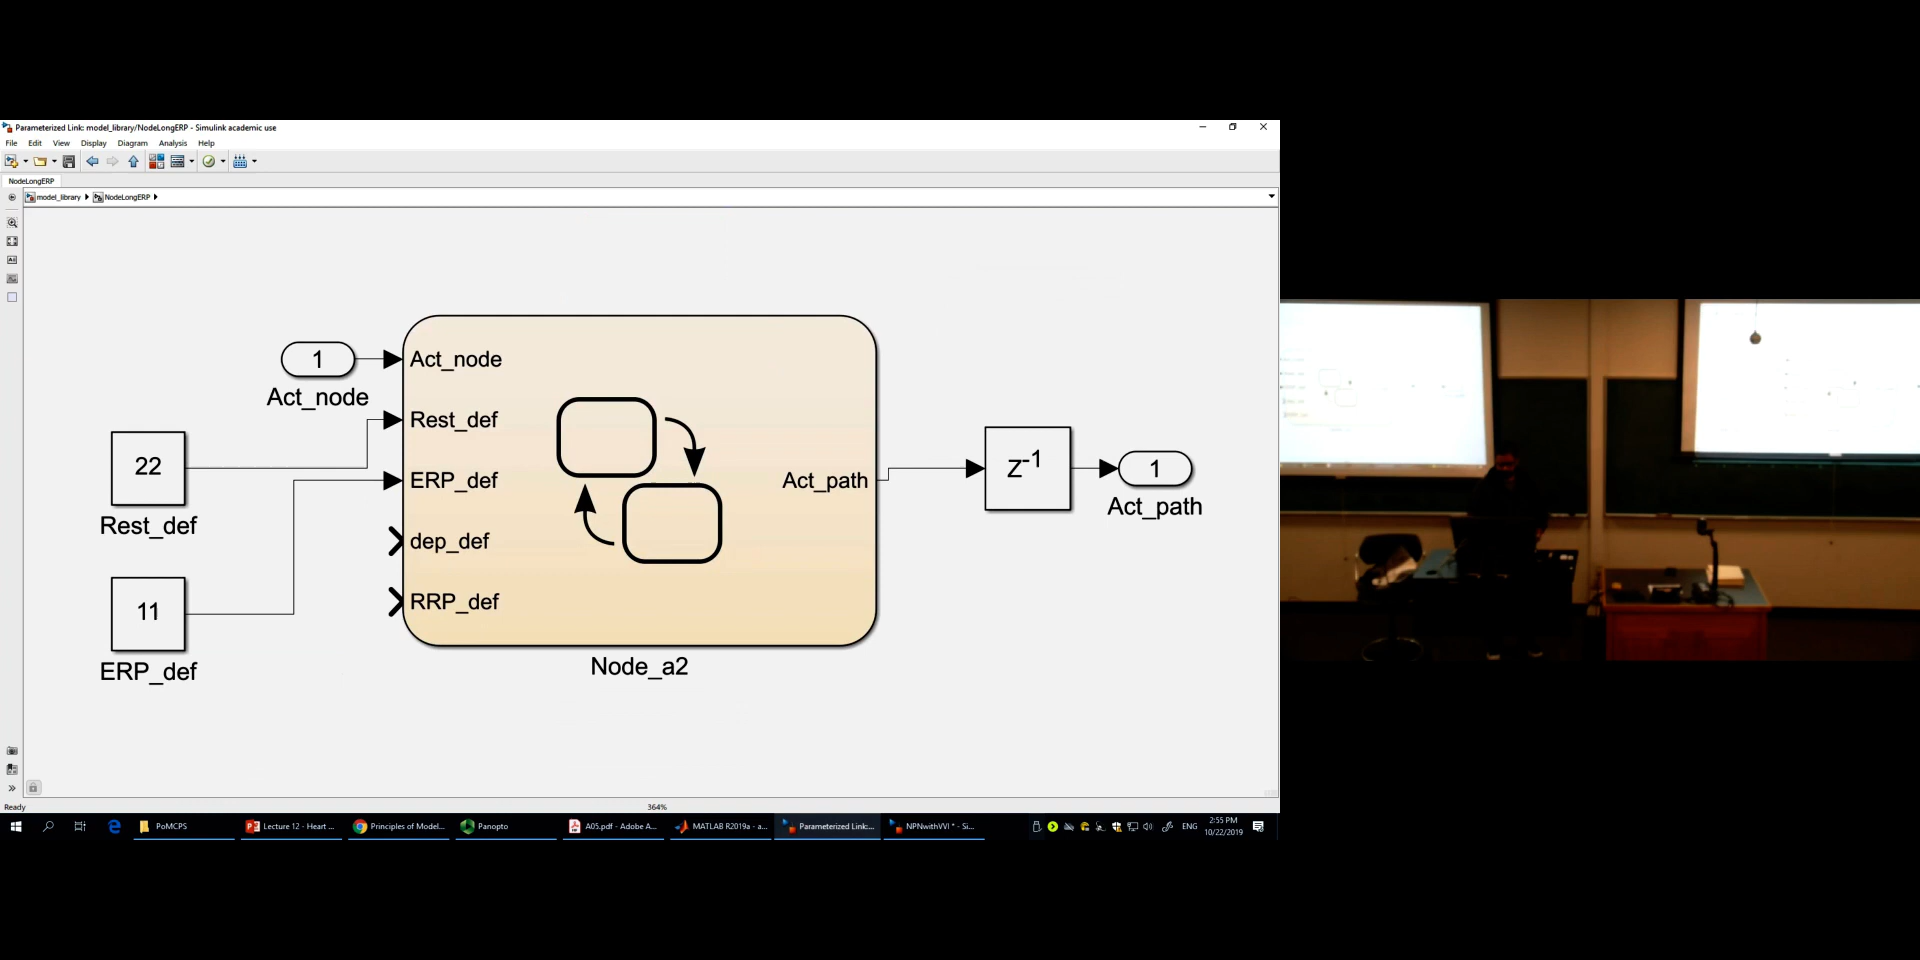 Parameterized Link: model_library/NodeLongERP - Simulink academic use
File Edit View Display Diagram Analysis Help
NodeLongERP
model_library NodeLongERP
1
Act_node
22
Rest_def
11
ERP_def
Act_node
Rest_def
ERP_def
dep_def
RRP_def
Act_path
Node_a2
Z-1
1
Act_path
Ready
364%
PoMCPS
Lecture 12 - Heart ...
Principles of Model...
Panopto
A05.pdf - Adobe A...
MATLAB R2019a - a...
Parameterized Link:...
NPNwithVVI * - Si...
ENG
2:55 PM
10/22/2019